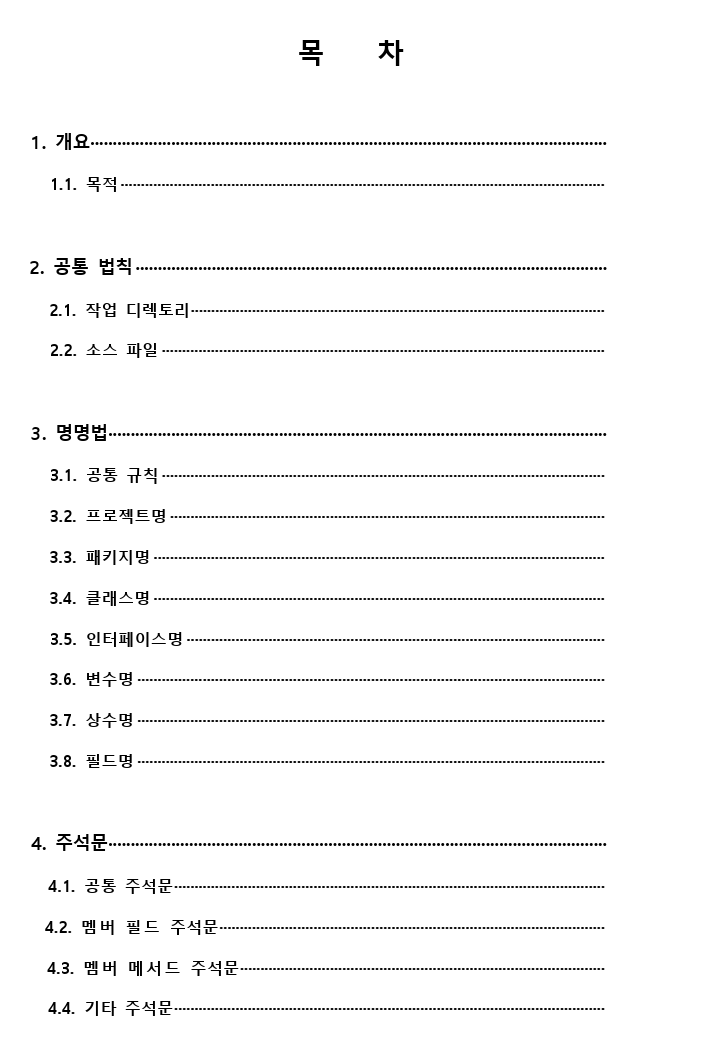 목 차
1. 개요
1.1. 목적
2. 공통 법칙
2.1. 작업 디렉토리
2.2. 소스 파일
3. 명명법
3.1. 공통 규칙
3.2. 프로젝트명
3.3. 패키지명
3.4. 클래스명
3.5. 인터페이스명
3.6. 변수명
3.7. 상수명
3.8. 필드명
4. 주석문
4.1. 공통 주석문
4.2. 멤버 필드 주석문
4.3. 멤버 메서드 주석문
4.4. 기타 주석문